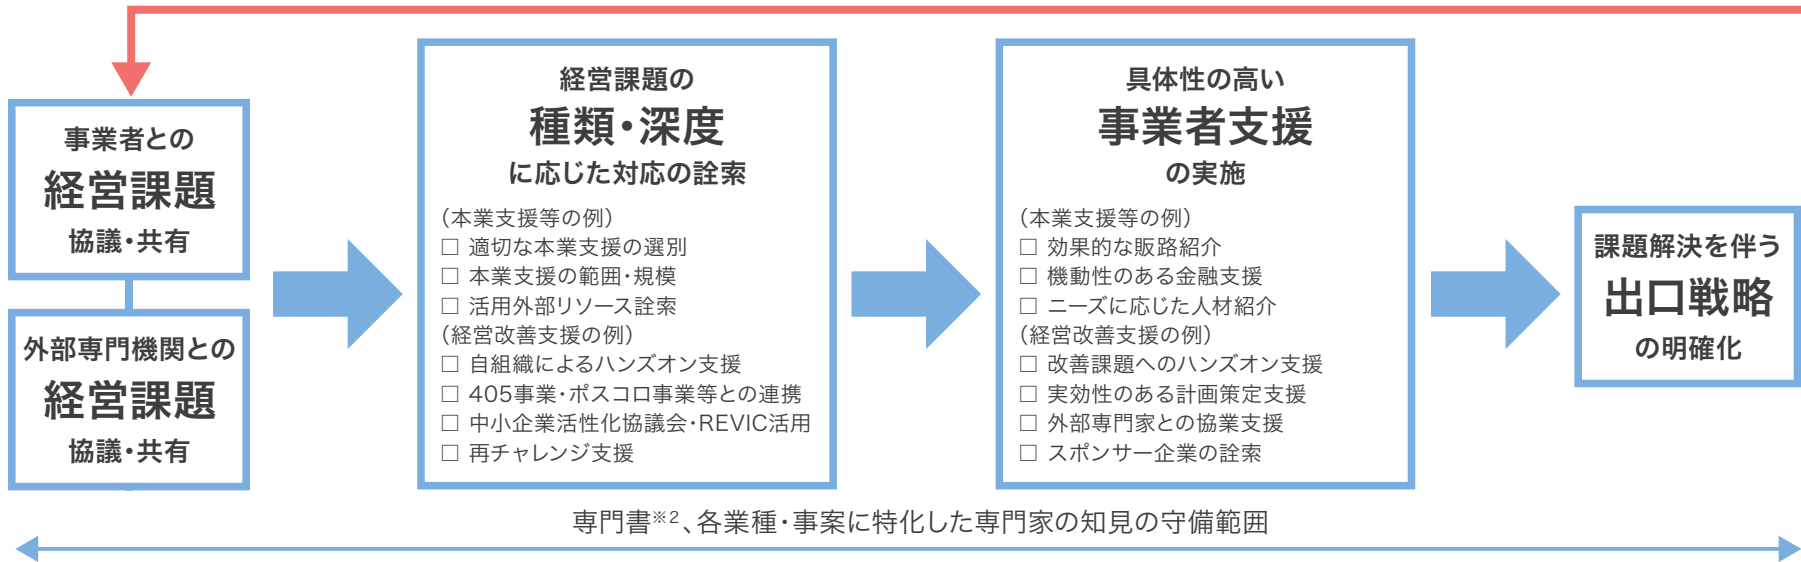 事業者との
経営課題
協議・共有
外部専門機関との
経営課題
協議・共有
経営課題の
種類・深度
に応じた対応の詮索
（本業支援等の例）
□ 適切な本業支援の選別
□ 本業支援の範囲・規模
□ 活用外部リソース詮索
（経営改善支援の例）
□ 自組織によるハンズオン支援
□ 405事業・ポスコロ事業等との連携
□ 中小企業活性化協議会・REVIC活用
□ 再チャレンジ支援
具体性の高い
事業者支援
の実施
（本業支援等の例）
□ 効果的な販路紹介
□ 機動性のある金融支援
□ ニーズに応じた人材紹介
（経営改善支援の例）
□ 改善課題へのハンズオン支援
□ 実効性のある計画策定支援
□ 外部専門家との協業支援
□ スポンサー企業の詮索
課題解決を伴う
出口戦略
の明確化
専門書※2、各業種・事案に特化した専門家の知見の守備範囲